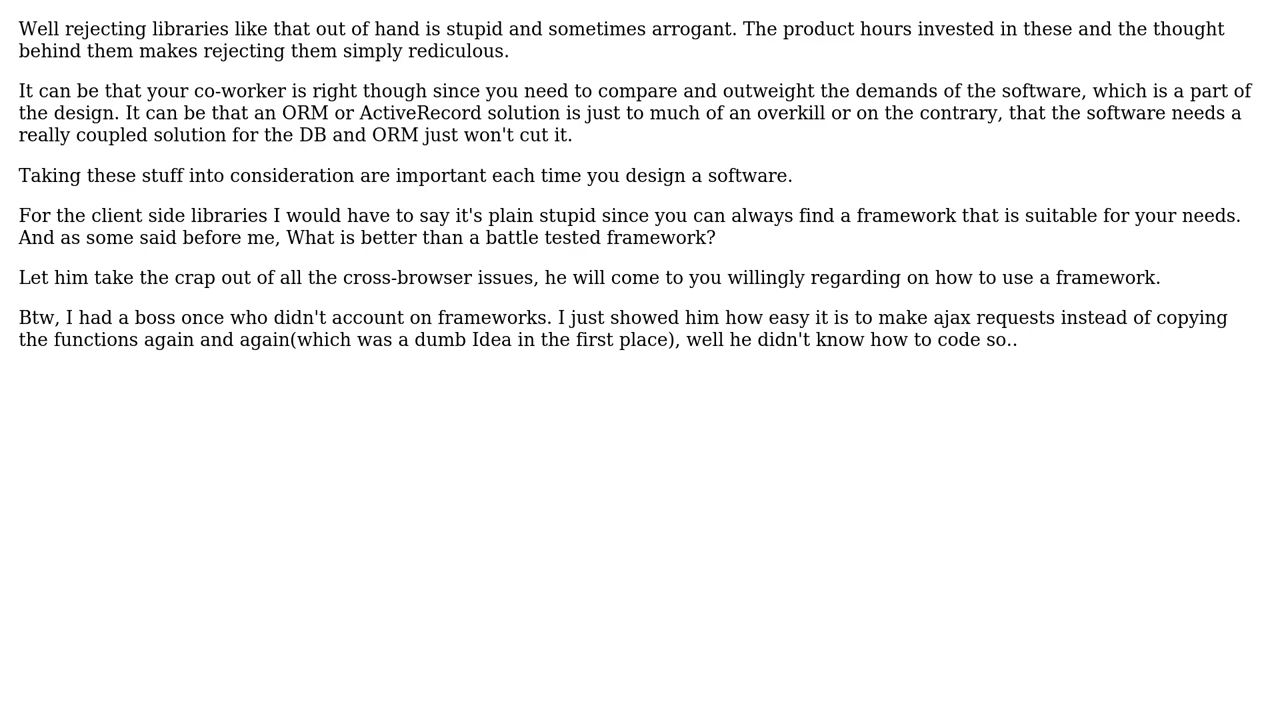 Well rejecting libraries like that out of hand is stupid and sometimes arrogant. The product hours invested in these and the thought
behind them makes rejecting them simply rediculous.
It can be that your co-worker is right though since you need to compare and outweight the demands of the software, which is a part of
the design. It can be that an ORM or ActiveRecord solution is just to much of an overkill or on the contrary, that the software needs a
really coupled solution for the DB and ORM just won't cut it.
Taking these stuff into consideration are important each time you design a software.
For the client side libraries I would have to say it's plain stupid since you can always find a framework that is suitable for your needs.
And as some said before me, What is better than a battle tested framework?
Let him take the crap out of all the cross-browser issues, he will come to you willingly regarding on how to use a framework.
Btw, I had a boss once who didn't account on frameworks. I just showed him how easy it is to make ajax requests instead of copying
the functions again and again(which was a dumb Idea in the first place), well he didn't know how to code so..